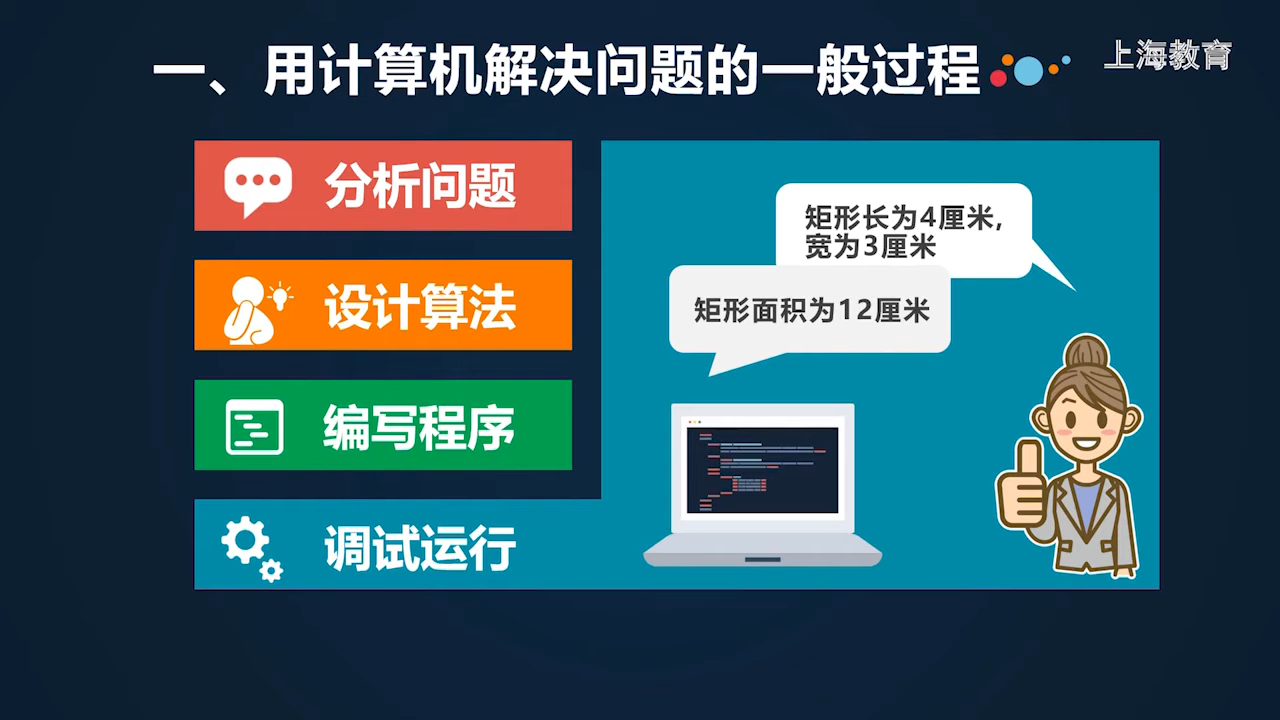 一、用计算机解决问题的一般过程
上海教育
分析问题
设计算法
编写程序
调试运行
矩形长为4厘米,
宽为3厘米
矩形面积为12厘米